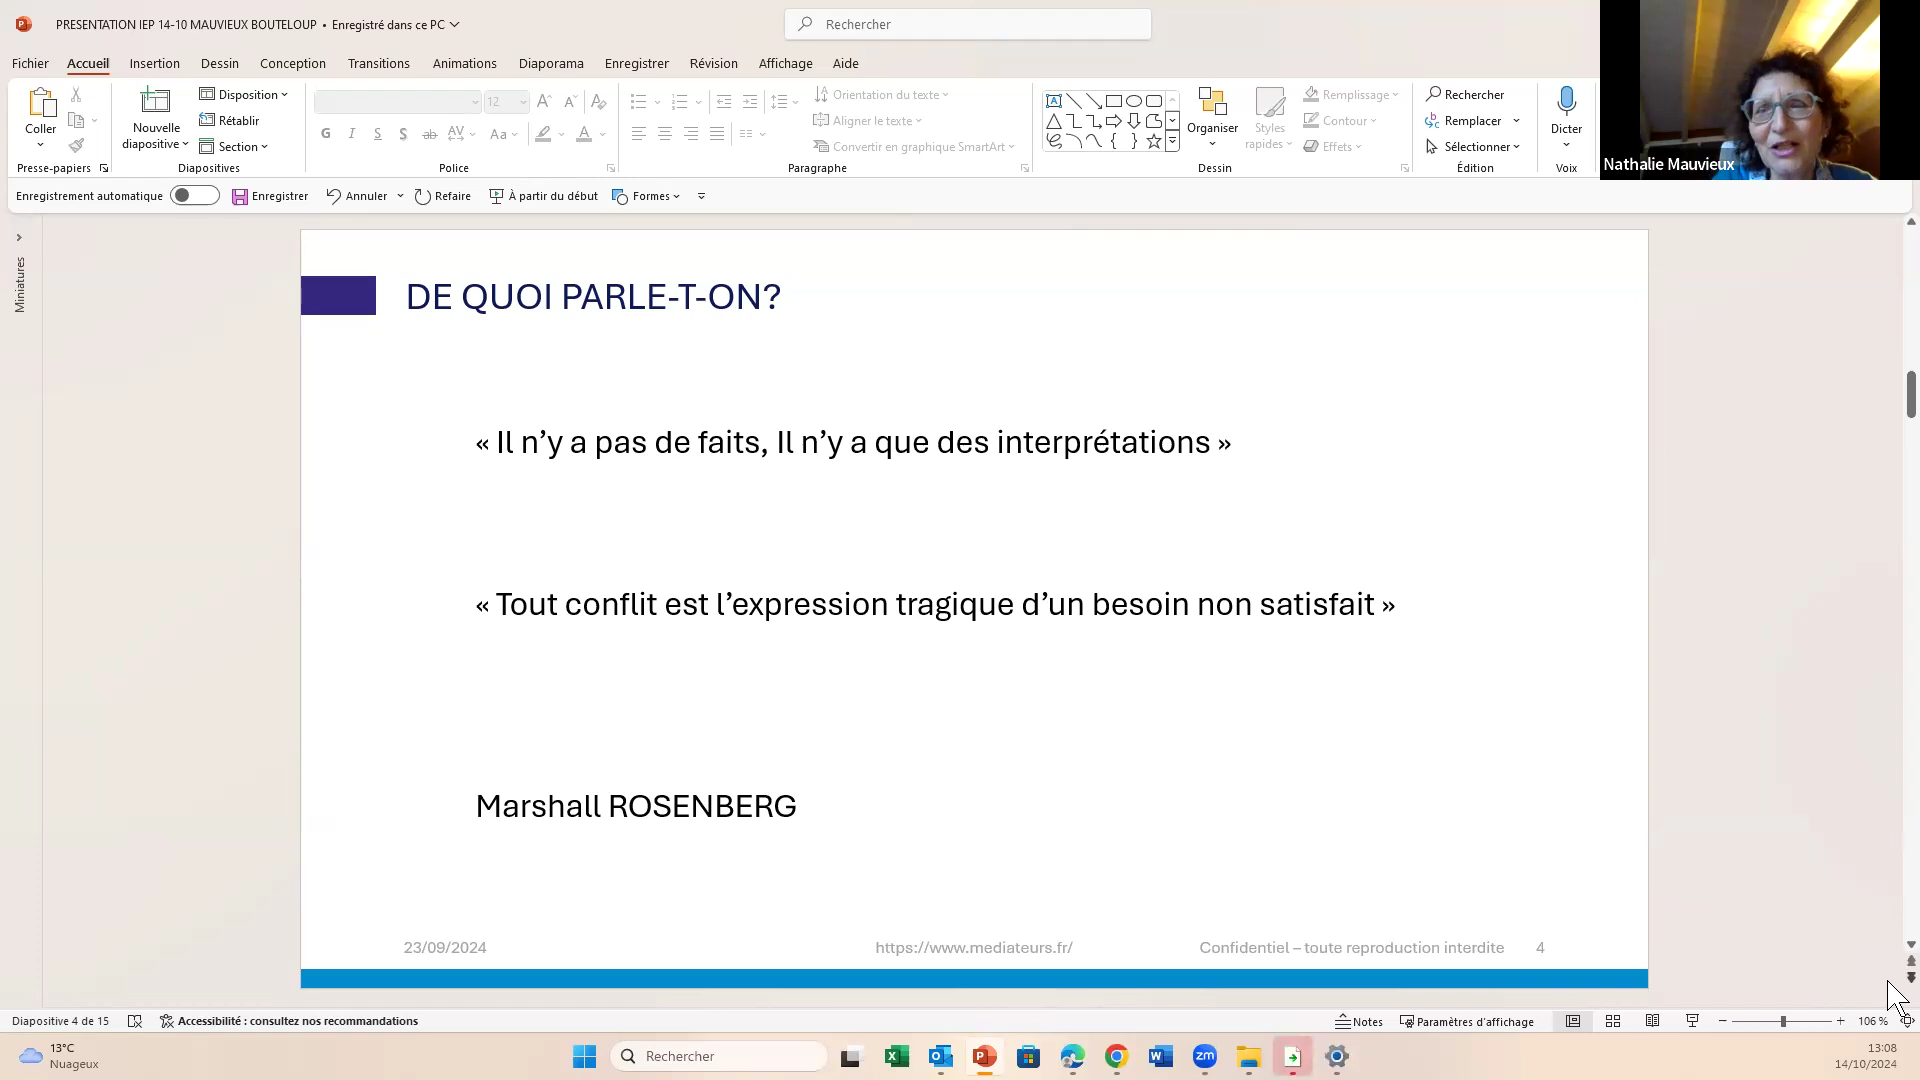 PRESENTATION IEP 14-10 MAUVIEUX BOUTELOUP • Enregistré dans ce PC
Rechercher
Fichier Accueil Insertion Dessin Conception Transitions Animations Diaporama Enregistrer Révision Affichage Aide
Coller
Presse-papiers
Nouvelle diapositive
Disposition
Rétablir
Section
Diapositives
12
G I S S ab AV Aa A
Police
Orientation du texte
Aligner le texte
Convertir en graphique SmartArt
Paragraphe
Organiser
Styles rapides
Remplissage
Contour
Effets
Dessin
Rechercher
Remplacer
Sélectionner
Édition
Dicter
Voix
Nathalie Mauvieux
Enregistrement automatique Enregistrer Annuler Refaire À partir du début Formes
Miniatures
DE QUOI PARLE-T-ON?
« Il n’y a pas de faits, Il n’y a que des interprétations »
« Tout conflit est l’expression tragique d’un besoin non satisfait »
Marshall ROSENBERG
23/09/2024 https://www.mediateurs.fr/ Confidentiel – toute reproduction interdite 4
Diapositive 4 de 15 Accessibilité : consultez nos recommandations Notes Paramètres d'affichage 106 %
13°C
Nuageux
Rechercher
zm
13:08
14/10/2024